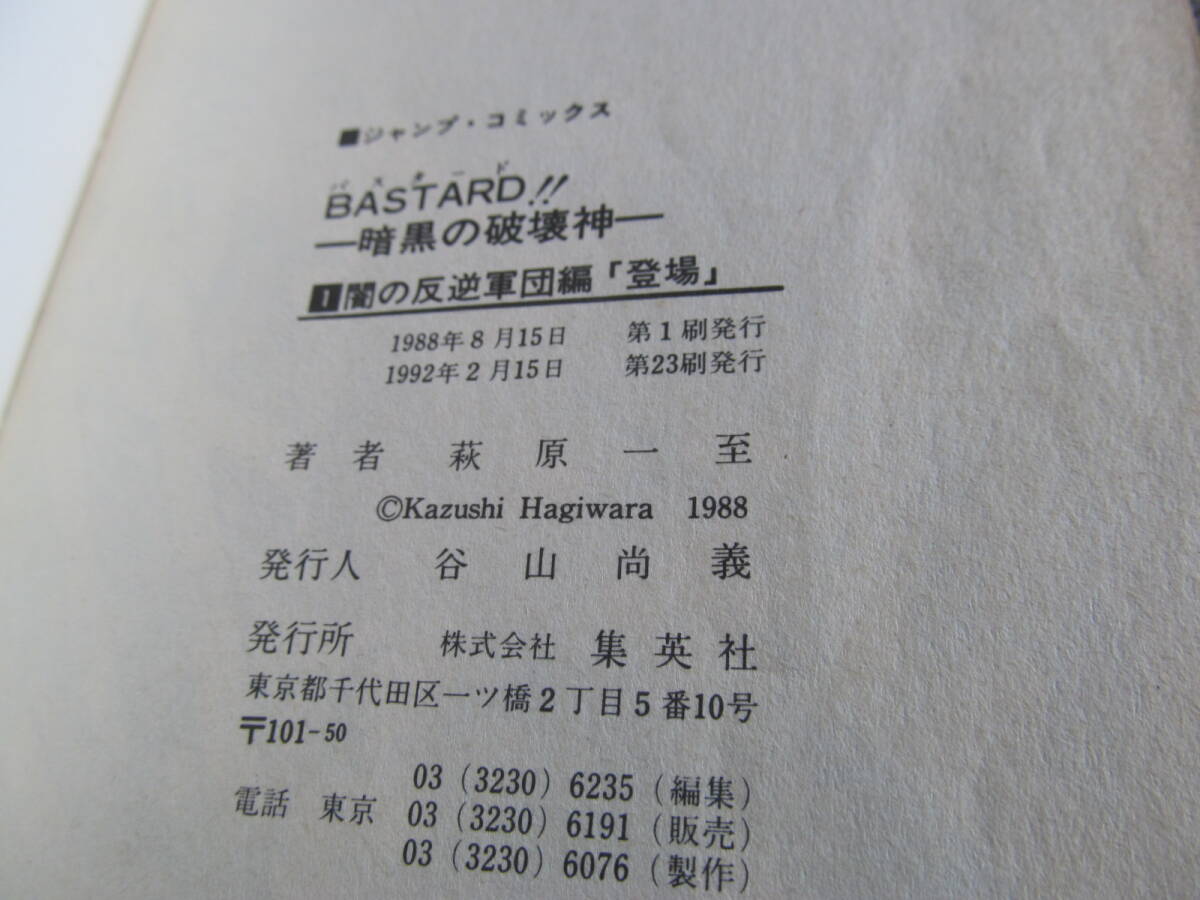 ■ジャンプ・コミックス
バスタード
BASTARD!!
―暗黒の破壊神―
1 闇の反逆軍団編「登場」
1988年8月15日 第1刷発行
1992年2月15日 第23刷発行
著者 萩原一至
©Kazushi Hagiwara 1988
発行人 谷山尚義
発行所 株式会社 集英社
東京都千代田区一ツ橋2丁目5番10号
〒101-50
03(3230)6235(編集)
電話 東京 03(3230)6191(販売)
03(3230)6076(製作)